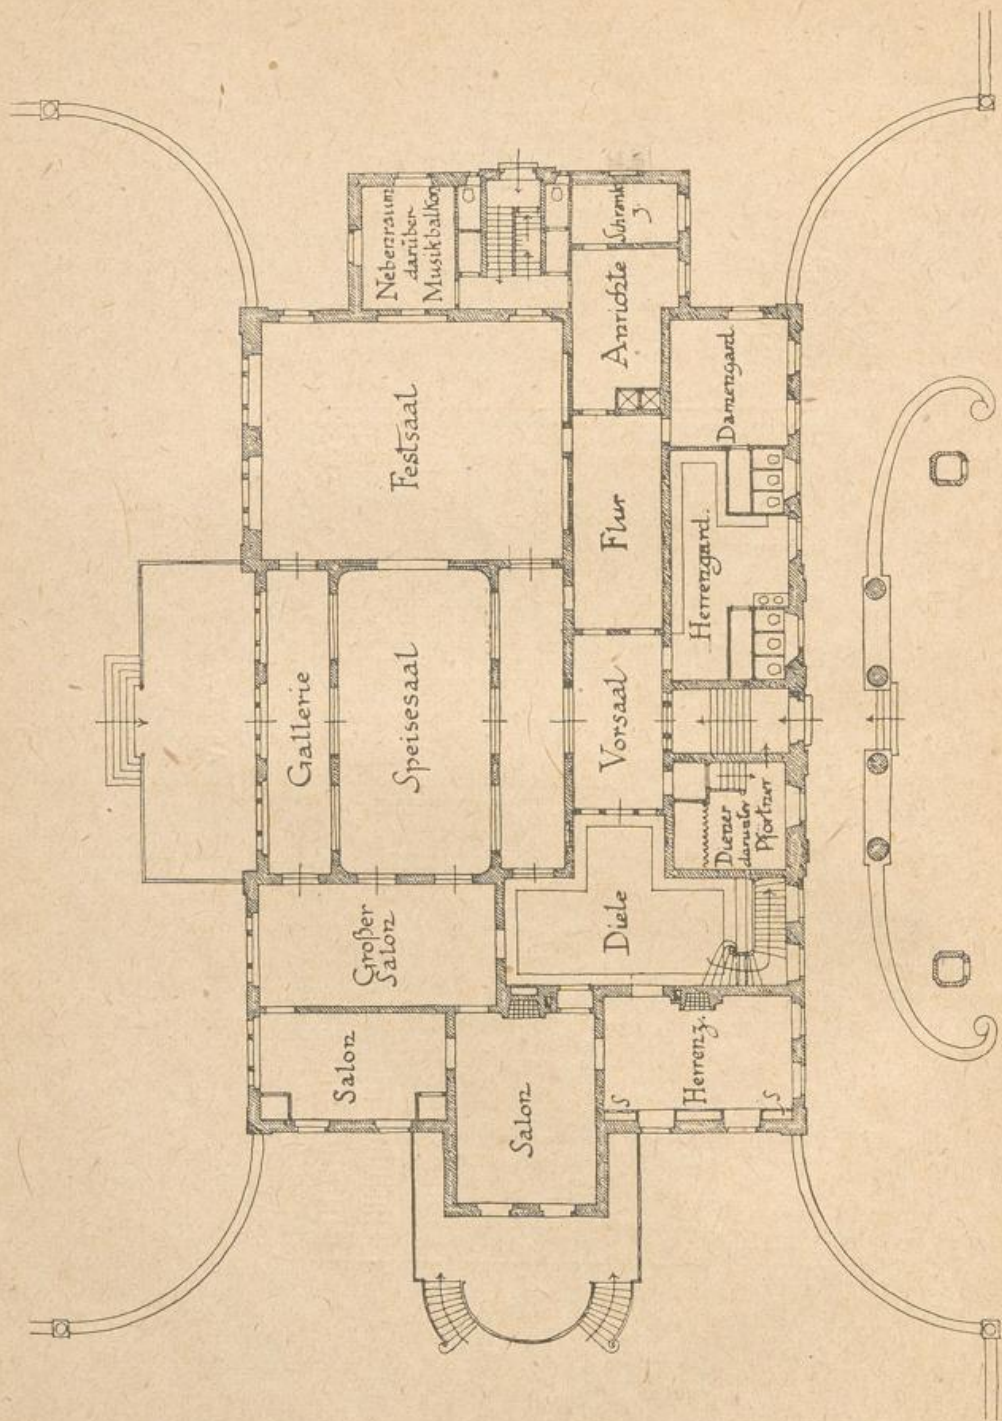 Nebenraum
darüber
Musikbalkon
Schrank
z.
Anrichte
Festsaal
Damengard.
Flur
Herrengard.
Gallerie
Speisesaal
Vorsaal
Diener
darunter
Pförtner
Großer
Salon
Diele
Salon
Salon
Herrenz.
S
S